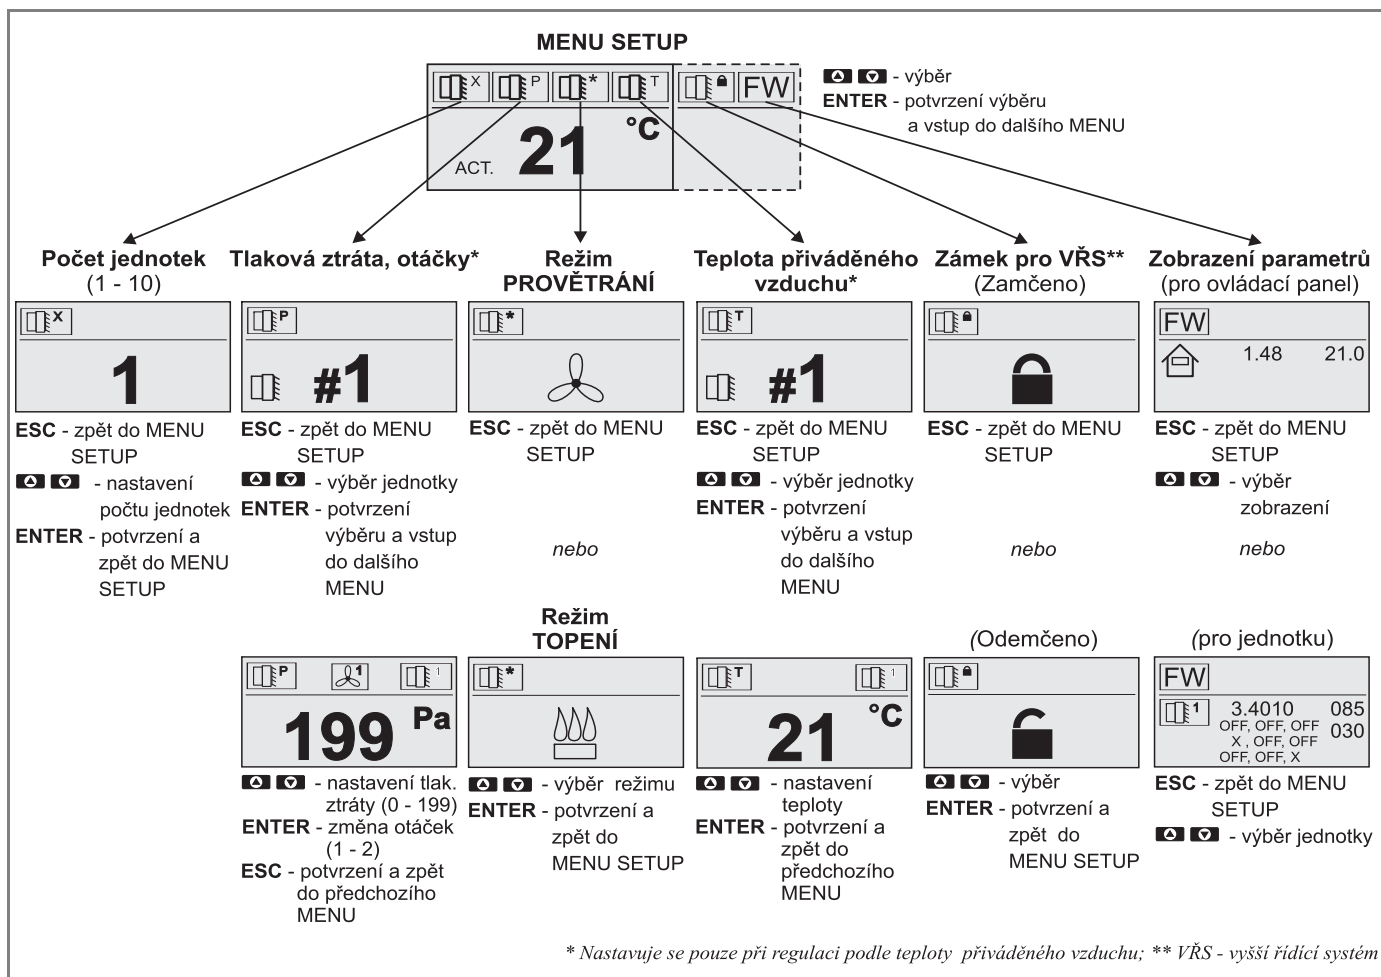 MENU SETUP
X P * T FW
ACT. 21 °C
- výběr
ENTER - potvrzení výběru
a vstup do dalšího MENU
Počet jednotek
(1 - 10)
X
1
ESC - zpět do MENU
SETUP
- nastavení
počtu jednotek
ENTER - potvrzení a
zpět do MENU
SETUP
Tlaková ztráta, otáčky*
P
#1
ESC - zpět do MENU
SETUP
- výběr jednotky
ENTER - potvrzení
výběru a vstup
do dalšího
MENU
P 1 1
199 Pa
- nastavení tlak.
ztráty (0 - 199)
ENTER - změna otáček
(1 - 2)
ESC - potvrzení a zpět
do předchozího
MENU
Režim
PROVĚTRÁNÍ
*
ESC - zpět do MENU
SETUP
nebo
Režim
TOPENÍ
*
- výběr režimu
ENTER - potvrzení a
zpět do
MENU SETUP
Teplota přiváděného
vzduchu*
T
#1
ESC - zpět do MENU
SETUP
- výběr jednotky
ENTER - potvrzení
výběru a vstup
do dalšího
MENU
T 1
21 °C
- nastavení
teploty
ENTER - potvrzení a
zpět do
předchozího
MENU
Zámek pro VŘS**
(Zamčeno)
ESC - zpět do MENU
SETUP
nebo
(Odemčeno)
- výběr
ENTER - potvrzení a
zpět do
MENU SETUP
Zobrazení parametrů
(pro ovládací panel)
FW
1.48 21.0
ESC - zpět do MENU
SETUP
- výběr
zobrazení
nebo
(pro jednotku)
FW
1 3.4010 085
OFF, OFF, OFF 030
X , OFF, OFF
OFF, OFF, X
ESC - zpět do MENU
SETUP
- výběr jednotky
* Nastavuje se pouze při regulaci podle teploty přiváděného vzduchu; ** VŘS - vyšší řídící systém